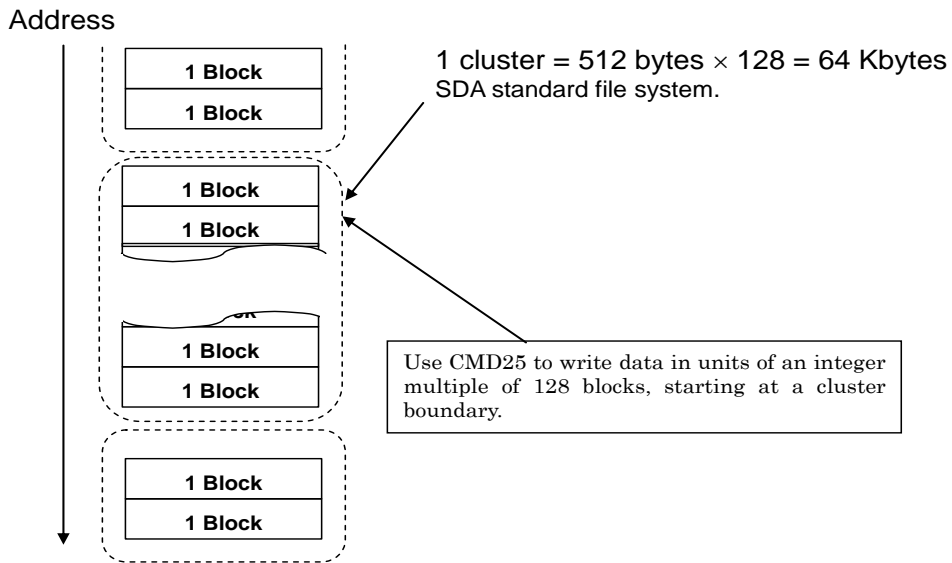 Address
1 cluster = 512 bytes × 128 = 64 Kbytes
SDA standard file system.
1 Block
1 Block
1 Block
1 Block
1 Block
1 Block
Use CMD25 to write data in units of an integer
multiple of 128 blocks, starting at a cluster
boundary.
1 Block
1 Block